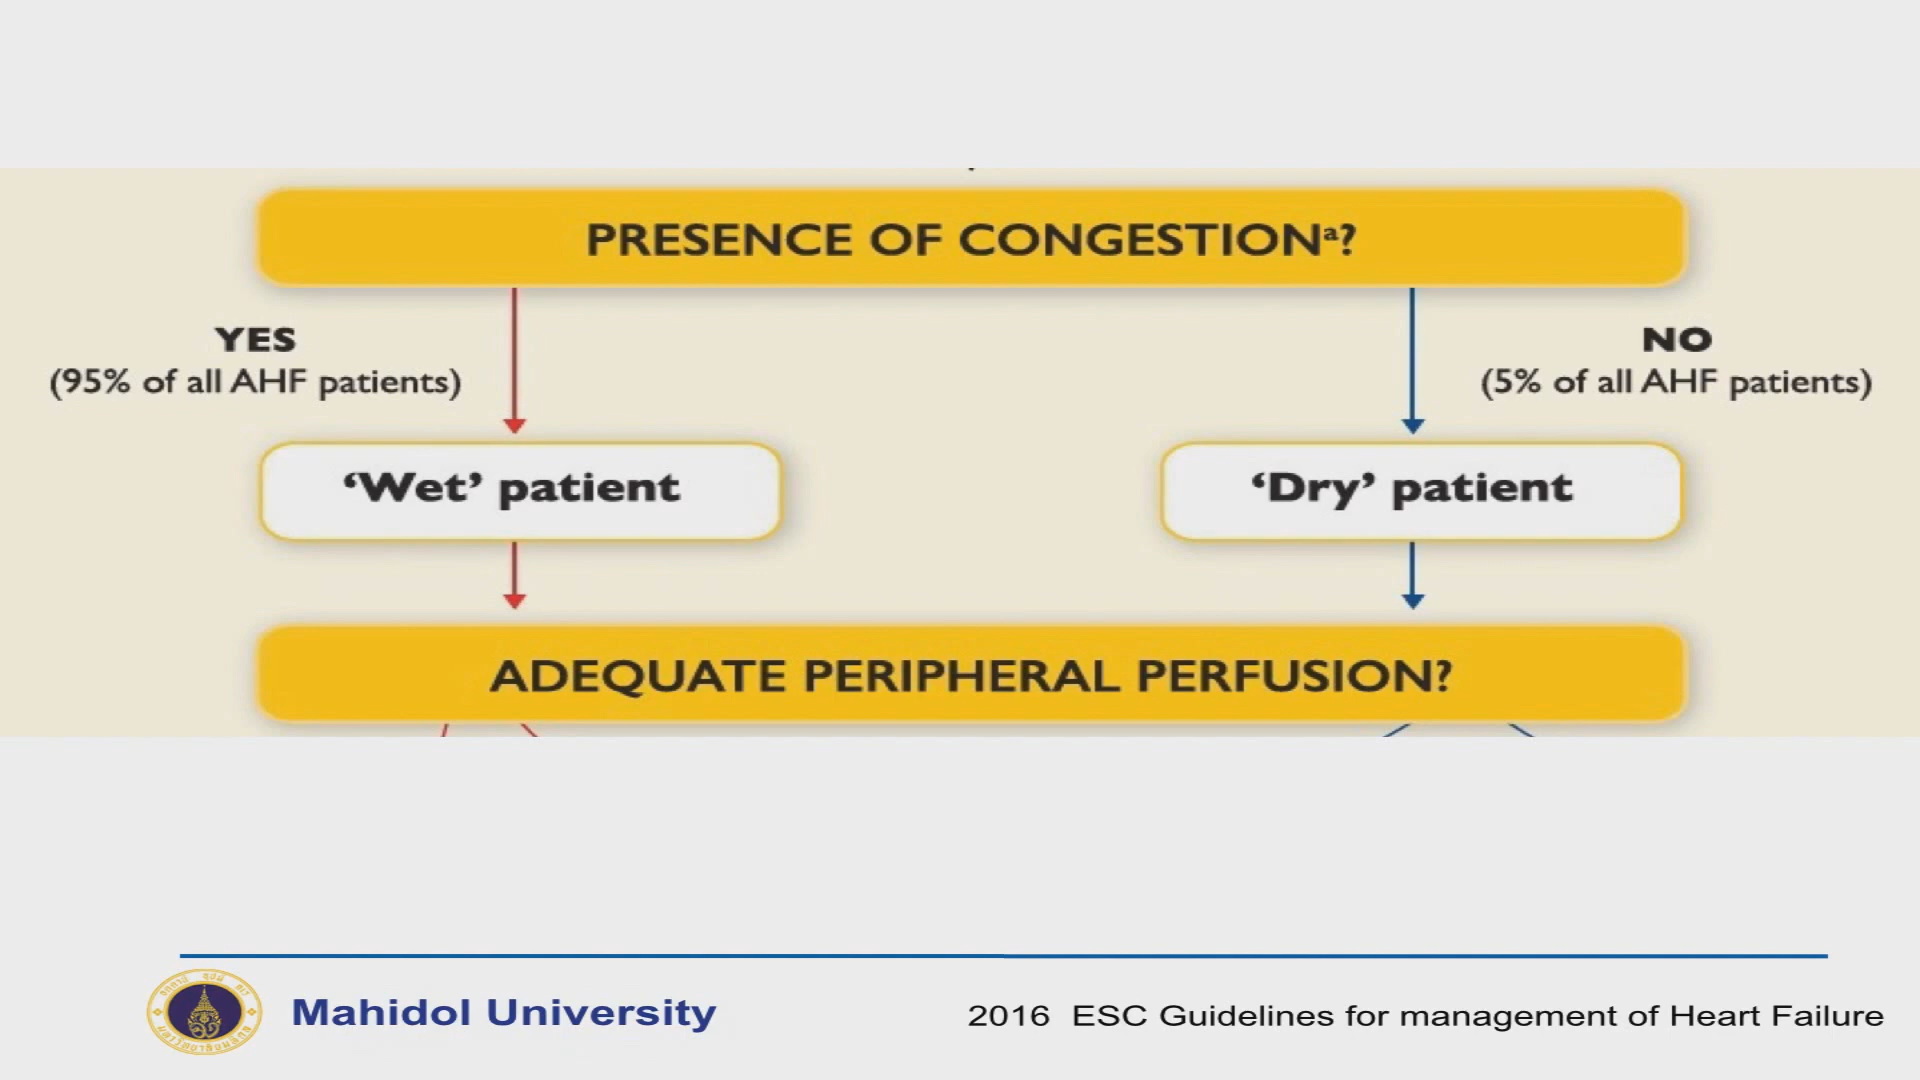 PRESENCE OF CONGESTIONᵃ?
YES
(95% of all AHF patients)
NO
(5% of all AHF patients)
‘Wet’ patient
‘Dry’ patient
ADEQUATE PERIPHERAL PERFUSION?
Mahidol University
2016 ESC Guidelines for management of Heart Failure